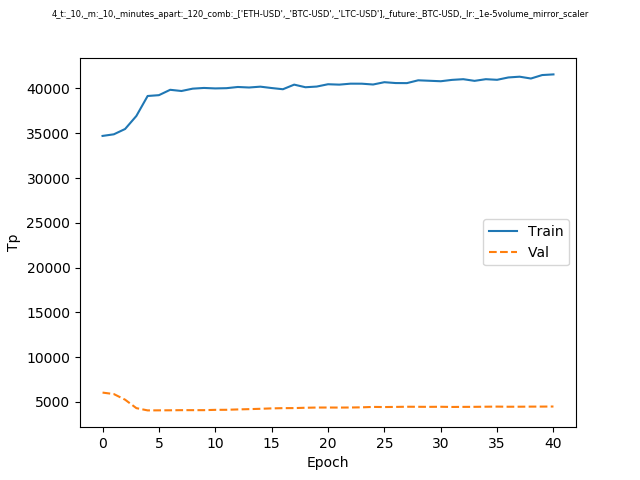 4_t:_10,_m:_10,_minutes_apart:_120_comb:_['ETH-USD',_'BTC-USD',_'LTC-USD'],_future:_BTC-USD,_lr:_1e-5volume_mirror_scaler
40000
35000
30000
25000
20000
15000
10000
5000
Tp
Train
Val
0 5 10 15 20 25 30 35 40
Epoch